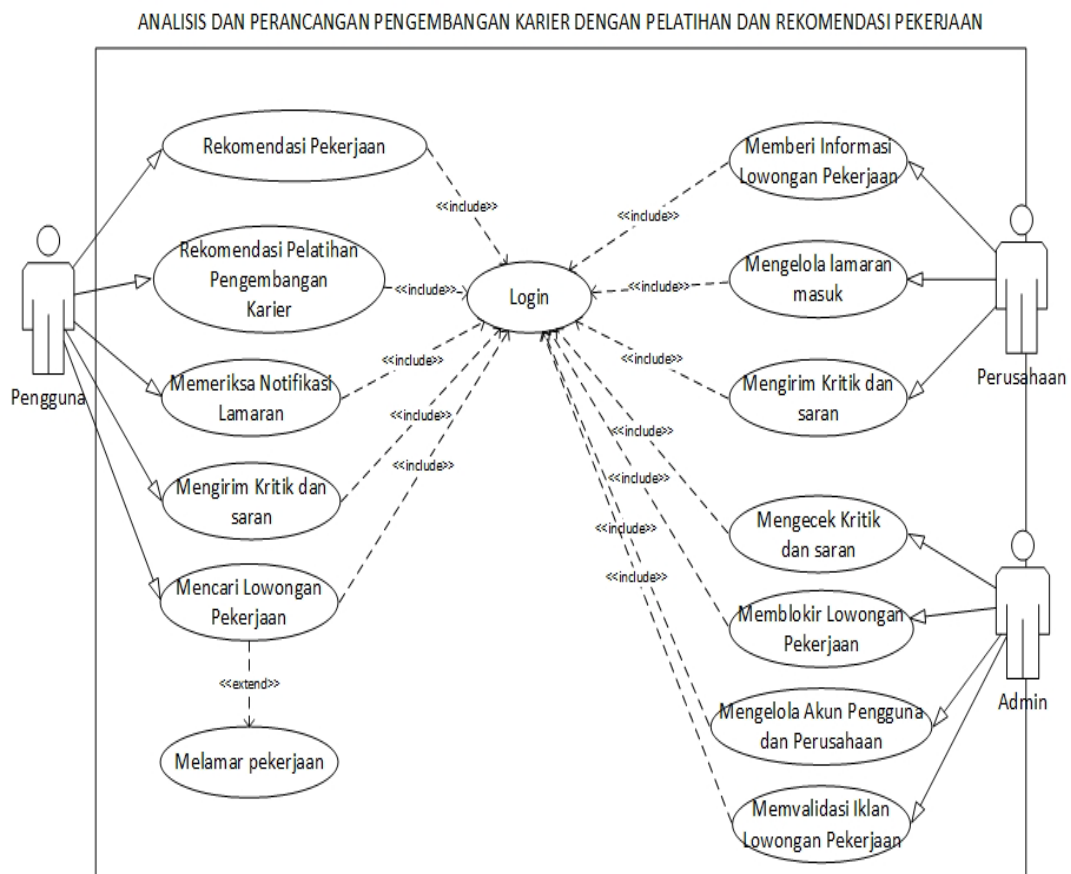 ANALISIS DAN PERANCANGAN PENGEMBANGAN KARIER DENGAN PELATIHAN DAN REKOMENDASI PEKERJAAN
Rekomendasi Pekerjaan
<<include>>
Rekomendasi Pelatihan
Pengembangan
Karier
<<include>>
Memeriksa Notifikasi
Lamaran
<<include>>
Mengirim Kritik dan
saran
<<include>>
Mencari Lowongan
Pekerjaan
<<include>>
<<extend>>
Melamar pekerjaan
Pengguna
Login
Memberi Informasi
Lowongan Pekerjaan
<<include>>
Mengelola lamaran
masuk
<<include>>
Mengirim Kritik dan
saran
<<include>>
Perusahaan
Mengecek Kritik
dan saran
<<include>>
Memblokir Lowongan
Pekerjaan
<<include>>
Mengelola Akun Pengguna
dan Perusahaan
<<include>>
Memvalidasi Iklan
Lowongan Pekerjaan
<<include>>
Admin